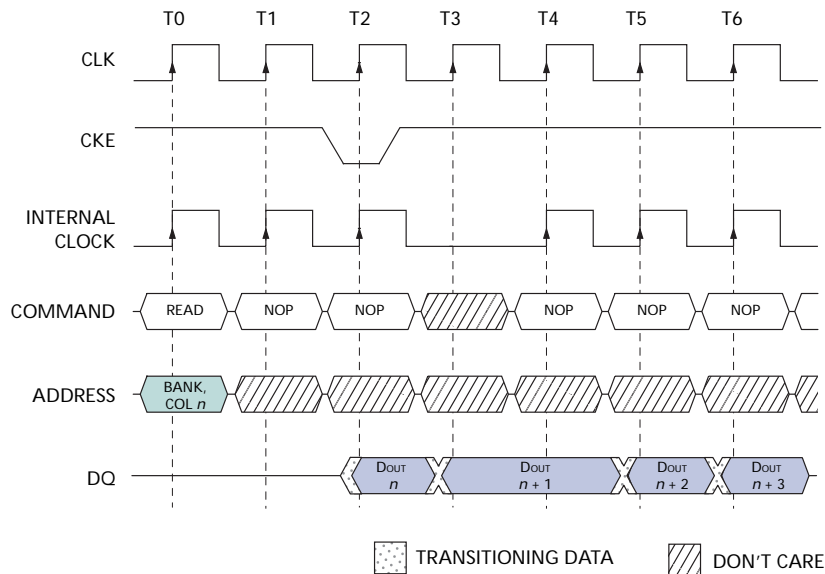 T0 T1 T2 T3 T4 T5 T6
CLK
CKE
INTERNAL
CLOCK
COMMAND
READ NOP NOP NOP NOP NOP
ADDRESS
BANK,
COL n
DQ
DOUT DOUT DOUT DOUT
n n + 1 n + 2 n + 3
TRANSITIONING DATA DON'T CARE